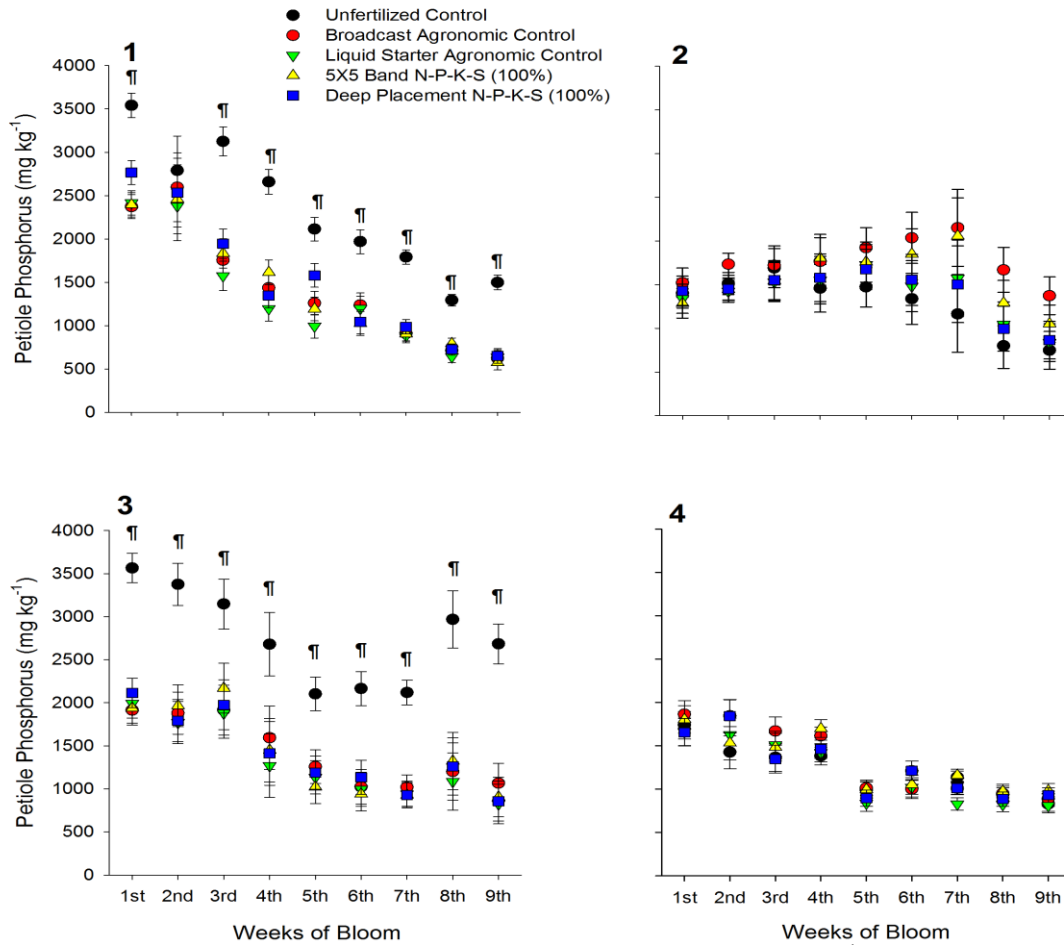 Unfertilized Control
Broadcast Agronomic Control
Liquid Starter Agronomic Control
5X5 Band N-P-K-S (100%)
Deep Placement N-P-K-S (100%)
1
¶ ¶ ¶ ¶ ¶ ¶ ¶ ¶
4000
3500
3000
2500
2000
1500
1000
500
0
Petiole Phosphorus (mg kg-1)
2
3
¶ ¶ ¶ ¶ ¶ ¶ ¶ ¶ ¶
4000
3500
3000
2500
2000
1500
1000
500
0
Petiole Phosphorus (mg kg-1)
1st 2nd 3rd 4th 5th 6th 7th 8th 9th
Weeks of Bloom
4
1st 2nd 3rd 4th 5th 6th 7th 8th 9th
Weeks of Bloom